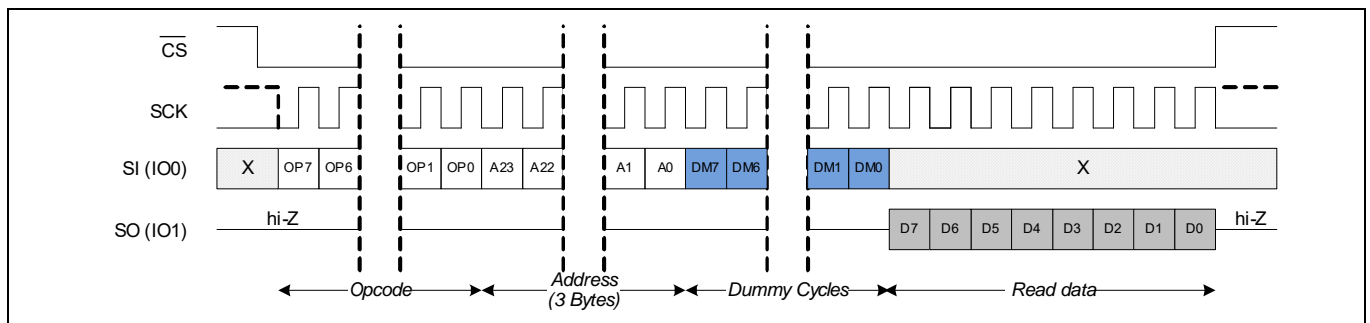 CS
SCK
SI (IO0) X OP7 OP6 OP1 OP0 A23 A22 A1 A0 DM7 DM6 DM1 DM0 X
hi-Z hi-Z
SO (IO1) D7 D6 D5 D4 D3 D2 D1 D0
Opcode Address Dummy Cycles Read data
(3 Bytes)